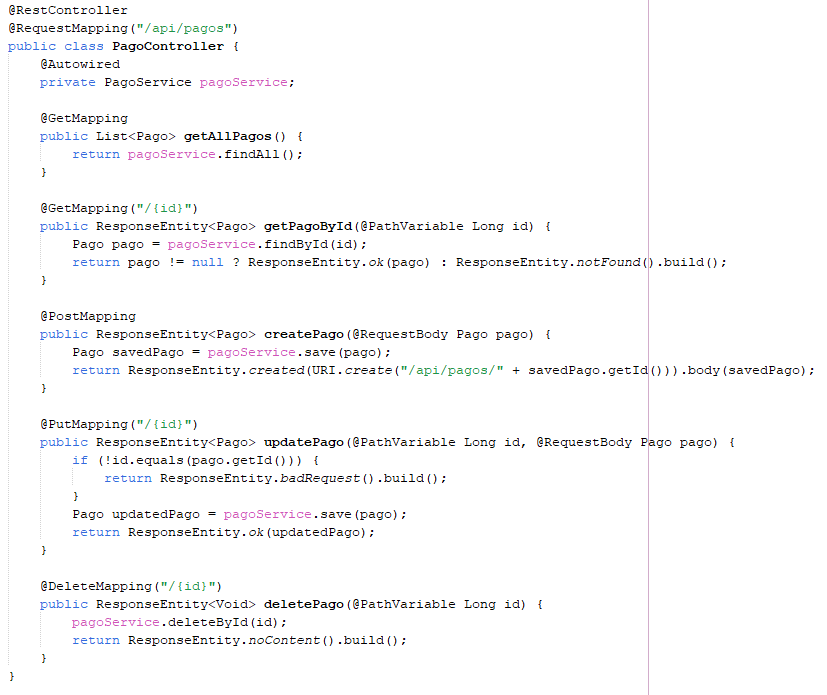 @RestController
@RequestMapping("/api/pagos")
public class PagoController {
    @Autowired
    private PagoService pagoService;

    @GetMapping
    public List<Pago> getAllPagos() {
        return pagoService.findAll();
    }

    @GetMapping("/{id}")
    public ResponseEntity<Pago> getPagoById(@PathVariable Long id) {
        Pago pago = pagoService.findById(id);
        return pago != null ? ResponseEntity.ok(pago) : ResponseEntity.notFound().build();
    }

    @PostMapping
    public ResponseEntity<Pago> createPago(@RequestBody Pago pago) {
        Pago savedPago = pagoService.save(pago);
        return ResponseEntity.created(URI.create("/api/pagos/" + savedPago.getId())).body(savedPago);
    }

    @PutMapping("/{id}")
    public ResponseEntity<Pago> updatePago(@PathVariable Long id, @RequestBody Pago pago) {
        if (!id.equals(pago.getId())) {
            return ResponseEntity.badRequest().build();
        }
        Pago updatedPago = pagoService.save(pago);
        return ResponseEntity.ok(updatedPago);
    }

    @DeleteMapping("/{id}")
    public ResponseEntity<Void> deletePago(@PathVariable Long id) {
        pagoService.deleteById(id);
        return ResponseEntity.noContent().build();
    }
}